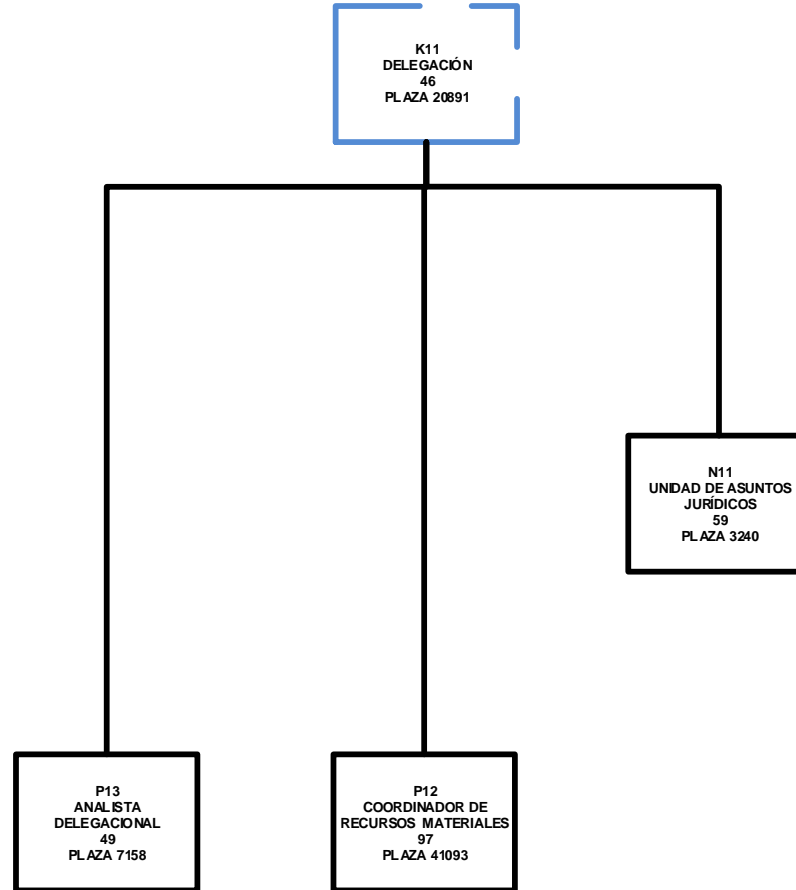 K11
DELEGACIÓN
46
PLAZA 20891
N11
UNIDAD DE ASUNTOS
JURÍDICOS
59
PLAZA 3240
P13
ANALISTA
DELEGACIONAL
49
PLAZA 7158
P12
COORDINADOR DE
RECURSOS MATERIALES
97
PLAZA 41093